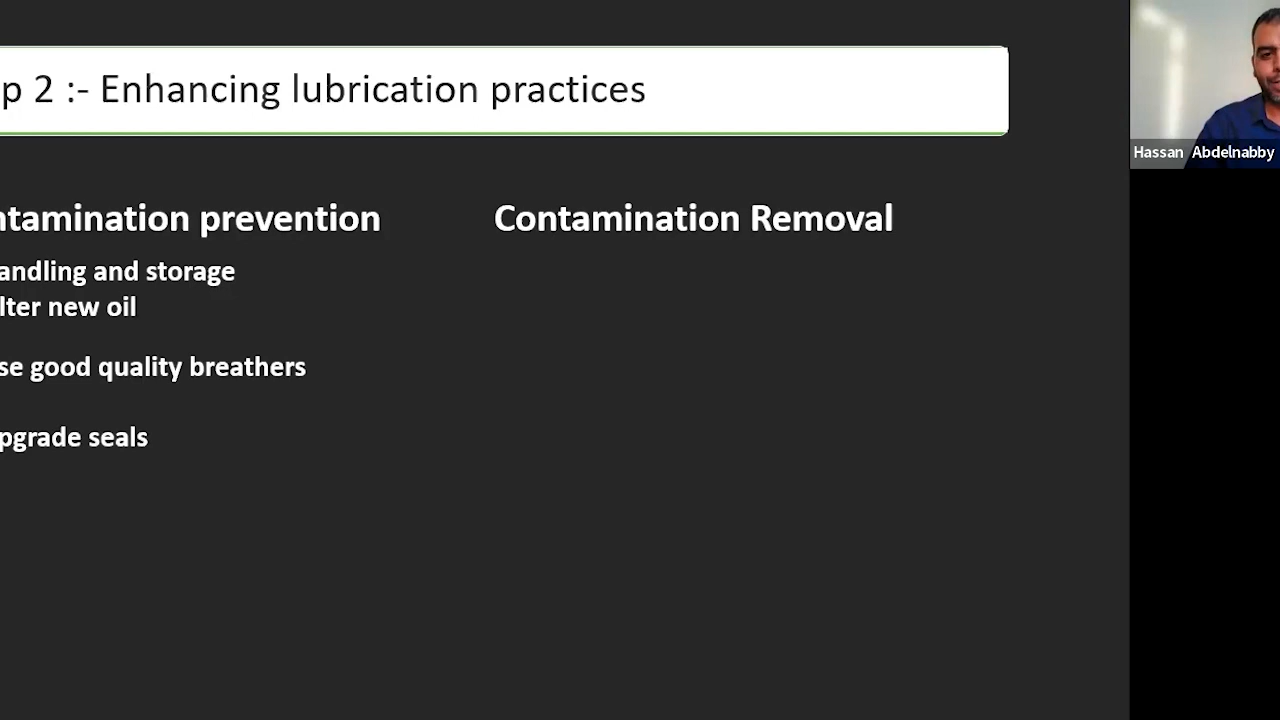 p 2 :- Enhancing lubrication practices
Hassan Abdelnabby
ntamination prevention
andling and storage
lter new oil
se good quality breathers
pgrade seals
Contamination Removal